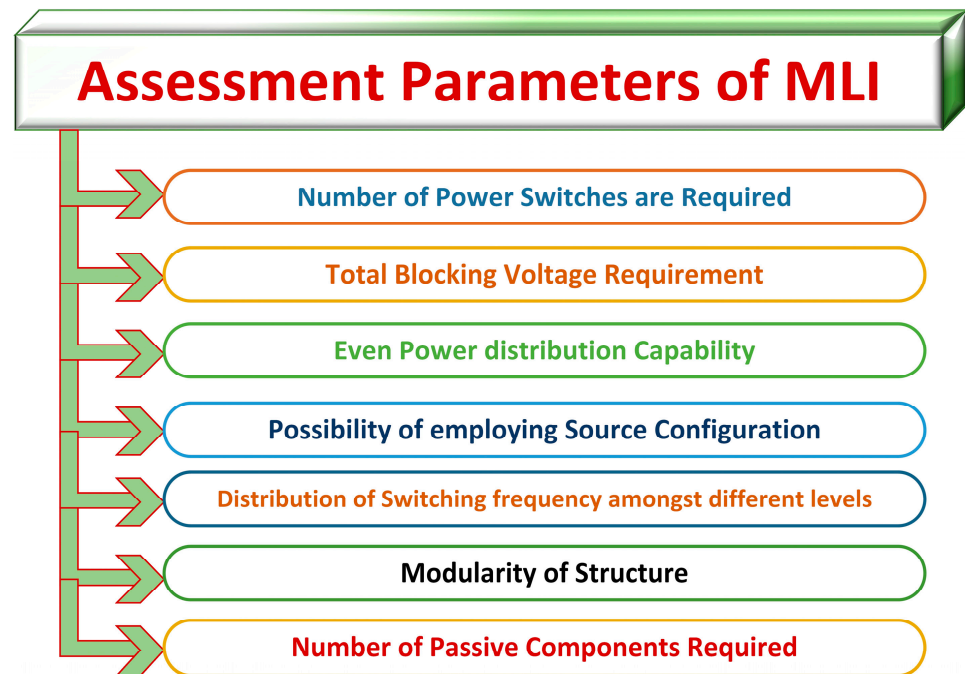 Assessment Parameters of MLI
Number of Power Switches are Required
Total Blocking Voltage Requirement
Even Power distribution Capability
Possibility of employing Source Configuration
Distribution of Switching frequency amongst different levels
Modularity of Structure
Number of Passive Components Required